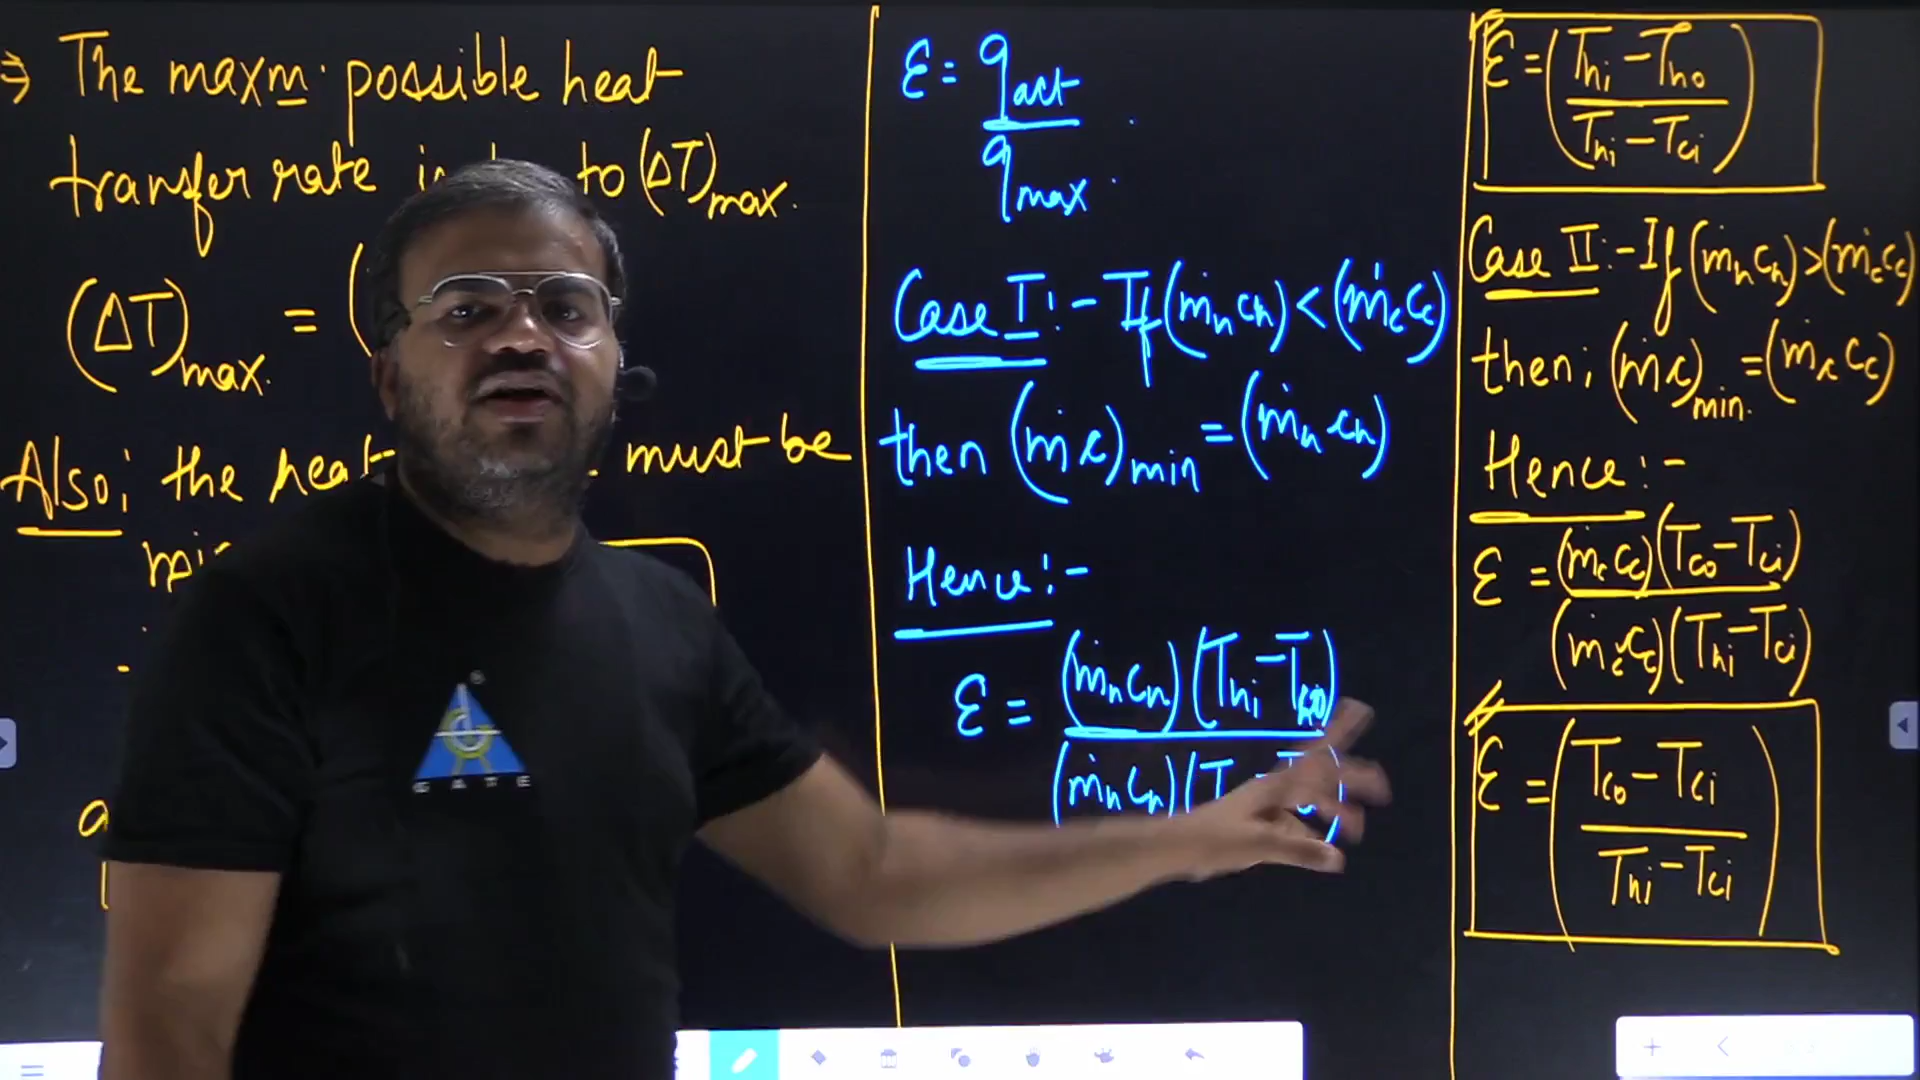 ⇒ The maxm. possible heat
transfer rate to (ΔT)max.
(ΔT)max. = (
Also; the heat must be
ε = qact / qmax
Case I :- If (ṁh ch) < (ṁc cc)
then (ṁc)min = (ṁh ch)
Hence :-
ε = (ṁh ch)(Thi - Tho) / (ṁh ch)(
ε = (Thi - Tho / Thi - Tci)
Case II :- If (ṁh ch) > (ṁc cc)
then; (ṁc)min. = (ṁc cc)
Hence :-
ε = (ṁc cc)(Tco - Tci) / (ṁc cc)(Thi - Tci)
ε = (Tco - Tci / Thi - Tci)
GATE